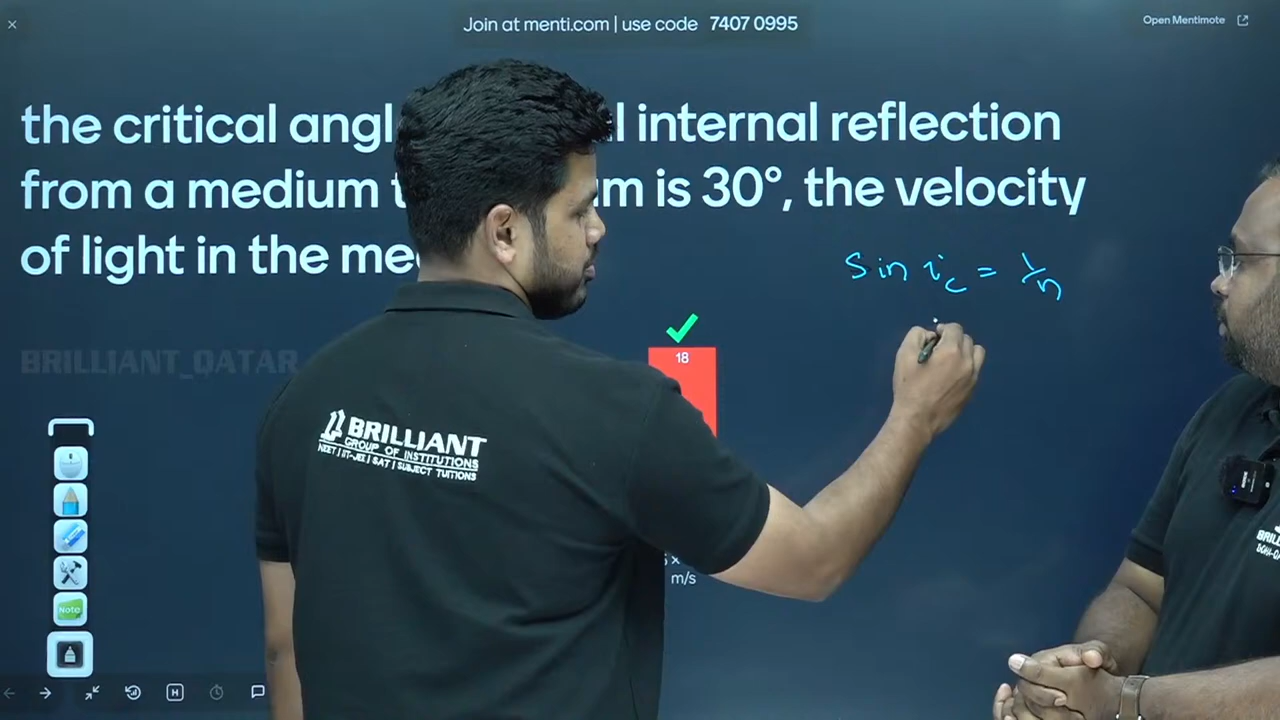 Join at menti.com | use code 7407 0995
Open Mentimote
the critical angl l internal reflection
from a medium t m is 30°, the velocity
of light in the me
sin ic = 1/n
18
BRILLIANT_QATAR
BRILLIANT
GROUP OF INSTITUTIONS
NEET | IIT-JEE | SAT | SUBJECT TUITIONS
Note
m/s
H